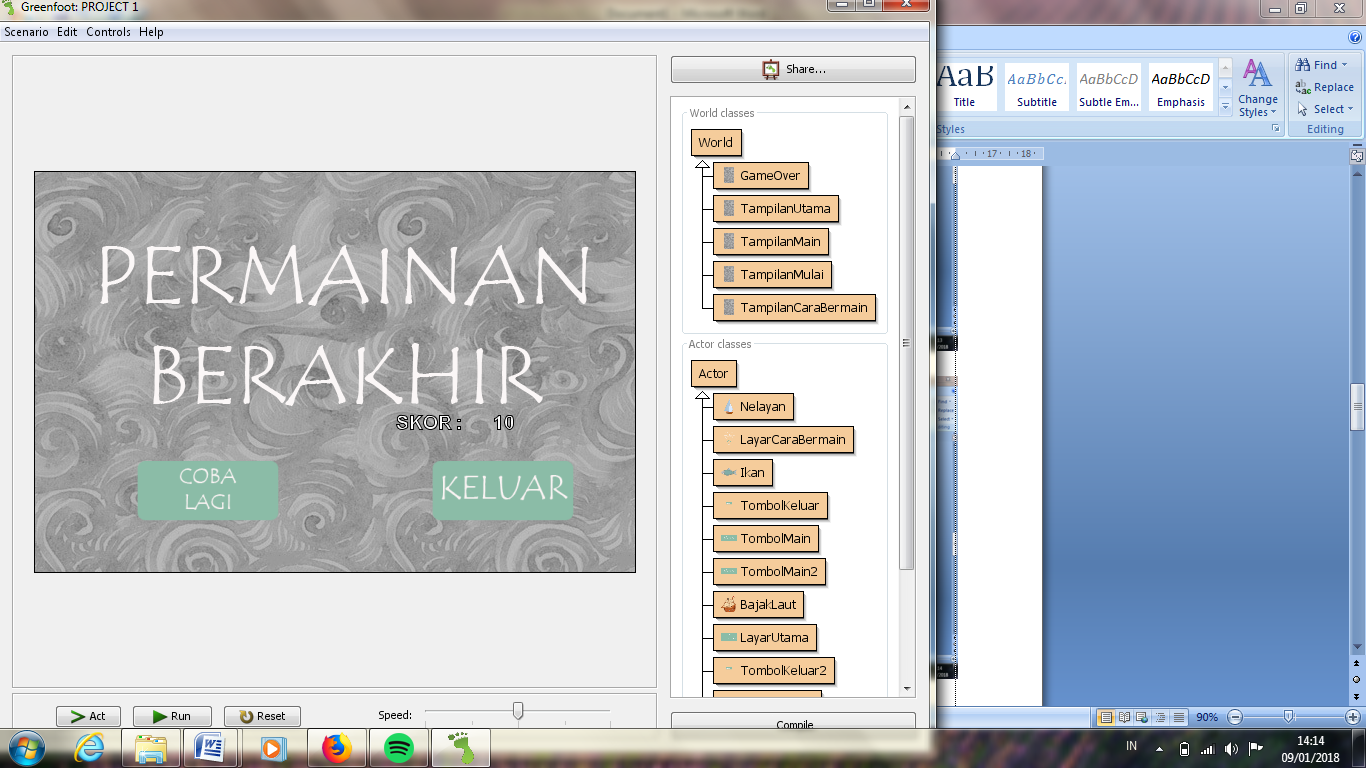 Greenfoot: PROJECT 1
Scenario Edit Controls Help
Share...
World classes
World
GameOver
TampilanUtama
TampilanMain
TampilanMulai
TampilanCaraBermain
Actor classes
Actor
Nelayan
LayarCaraBermain
Ikan
TombolKeluar
TombolMain
TombolMain2
BajakLaut
LayarUtama
TombolKeluar2
PERMAINAN
BERAKHIR
SKOR: 10
COBA
LAGI
KELUAR
Act
Run
Reset
Speed:
Compile
AaB
AaBbCc.
AaBbCcD
AaBbCcD
Title
Subtitle
Subtle Em...
Emphasis
Change
Styles
Find
Replace
Select
Styles
Editing
17 18
90%
IN
14:14
09/01/2018